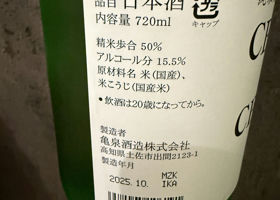 品目 日本酒 プラ
内容量 720ml キャップ
精米歩合 50%
アルコール分 15.5%
原材料名 米(国産)、
米こうじ(国産米)
●飲酒は20歳になってから。
製造者
亀泉酒造株式会社
高知県土佐市出間2123-1
製造年月
MZK
2025.10. IKA